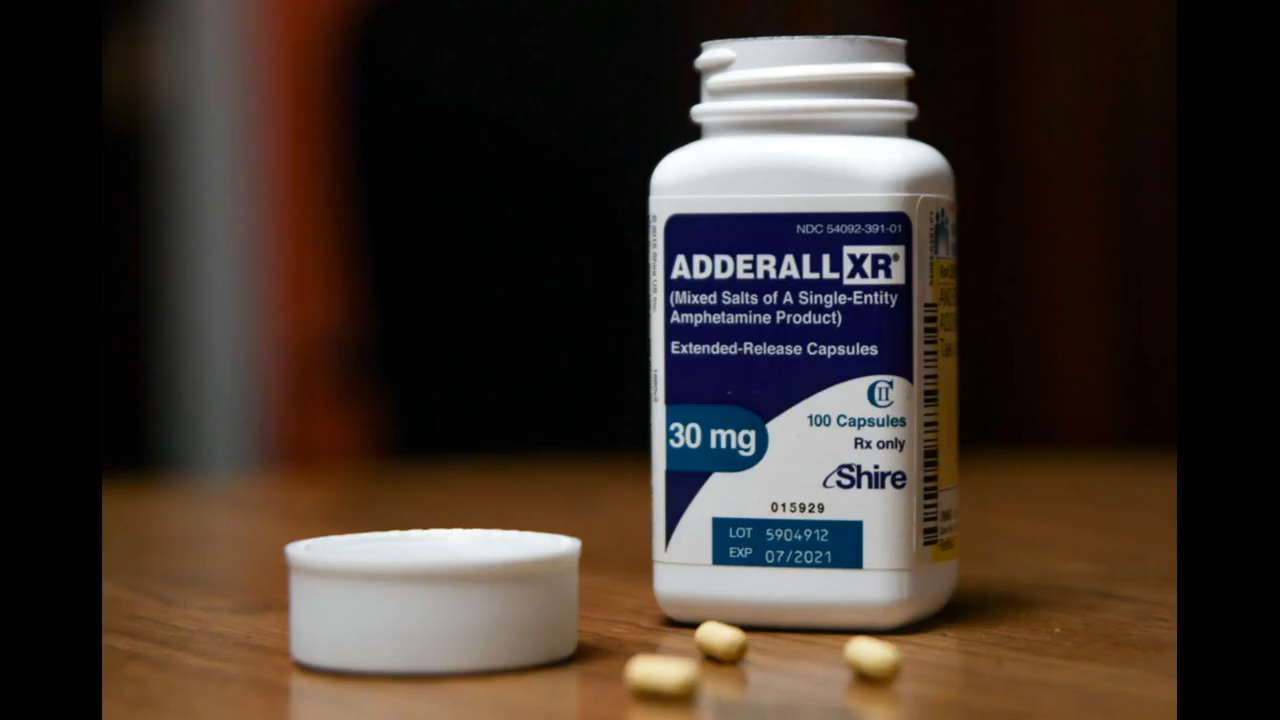 NDC 54092-391-01
ADDERALL XR®
(Mixed Salts of A Single-Entity
Amphetamine Product)
Extended-Release Capsules
CII
100 Capsules
30 mg
Rx only
Shire
015929
LOT 5904912
EXP 07/2021